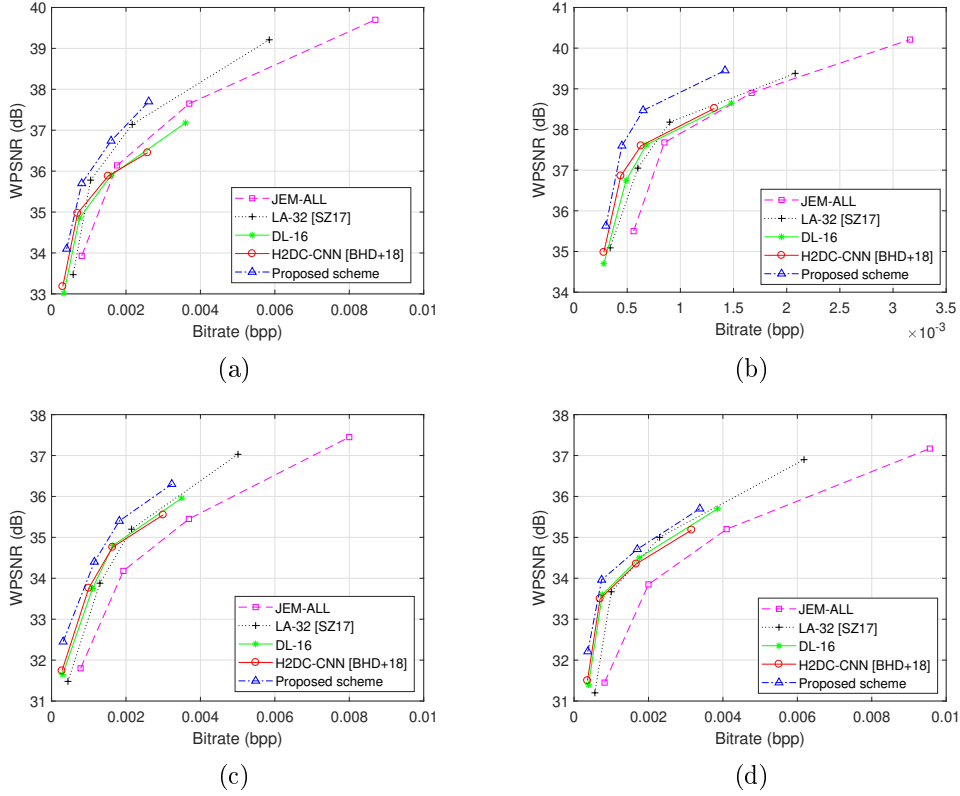 40
39
38
37
36
35
34
33
WPSNR (dB)
0
0.002
0.004
0.006
0.008
0.01
Bitrate (bpp)
JEM-ALL
LA-32 [SZ17]
DL-16
H2DC-CNN [BHD+18]
Proposed scheme
(a)
41
40
39
38
37
36
35
34
WPSNR (dB)
0
0.5
1
1.5
2
2.5
3
3.5
×10⁻³
Bitrate (bpp)
JEM-ALL
LA-32 [SZ17]
DL-16
H2DC-CNN [BHD+18]
Proposed scheme
(b)
38
37
36
35
34
33
32
31
WPSNR (dB)
0
0.002
0.004
0.006
0.008
0.01
Bitrate (bpp)
JEM-ALL
LA-32 [SZ17]
DL-16
H2DC-CNN [BHD+18]
Proposed scheme
(c)
38
37
36
35
34
33
32
31
WPSNR (dB)
0
0.002
0.004
0.006
0.008
0.01
Bitrate (bpp)
JEM-ALL
LA-32 [SZ17]
DL-16
H2DC-CNN [BHD+18]
Proposed scheme
(d)